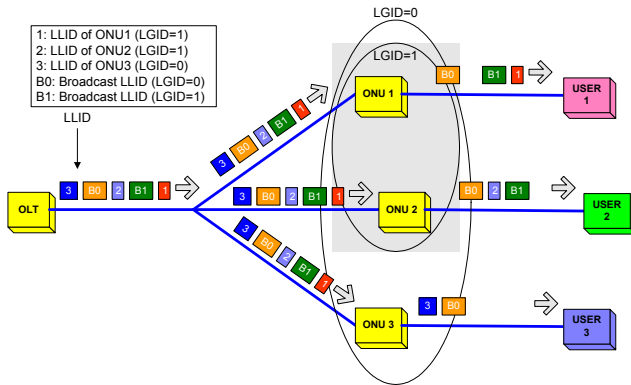 LGID=0
1: LLID of ONU1 (LGID=1)
2: LLID of ONU2 (LGID=1)
3: LLID of ONU3 (LGID=0)
B0: Broadcast LLID (LGID=0)
B1: Broadcast LLID (LGID=1)
LLID
LGID=1
3 B0 2 B1 1
ONU 1
B0 B1 1
USER
1
3 B0 2 B1 1
OLT
3 B0 2 B1 1
ONU 2
B0 2 B1
USER
2
3 B0 2 B1 1
ONU 3
3 B0
USER
3